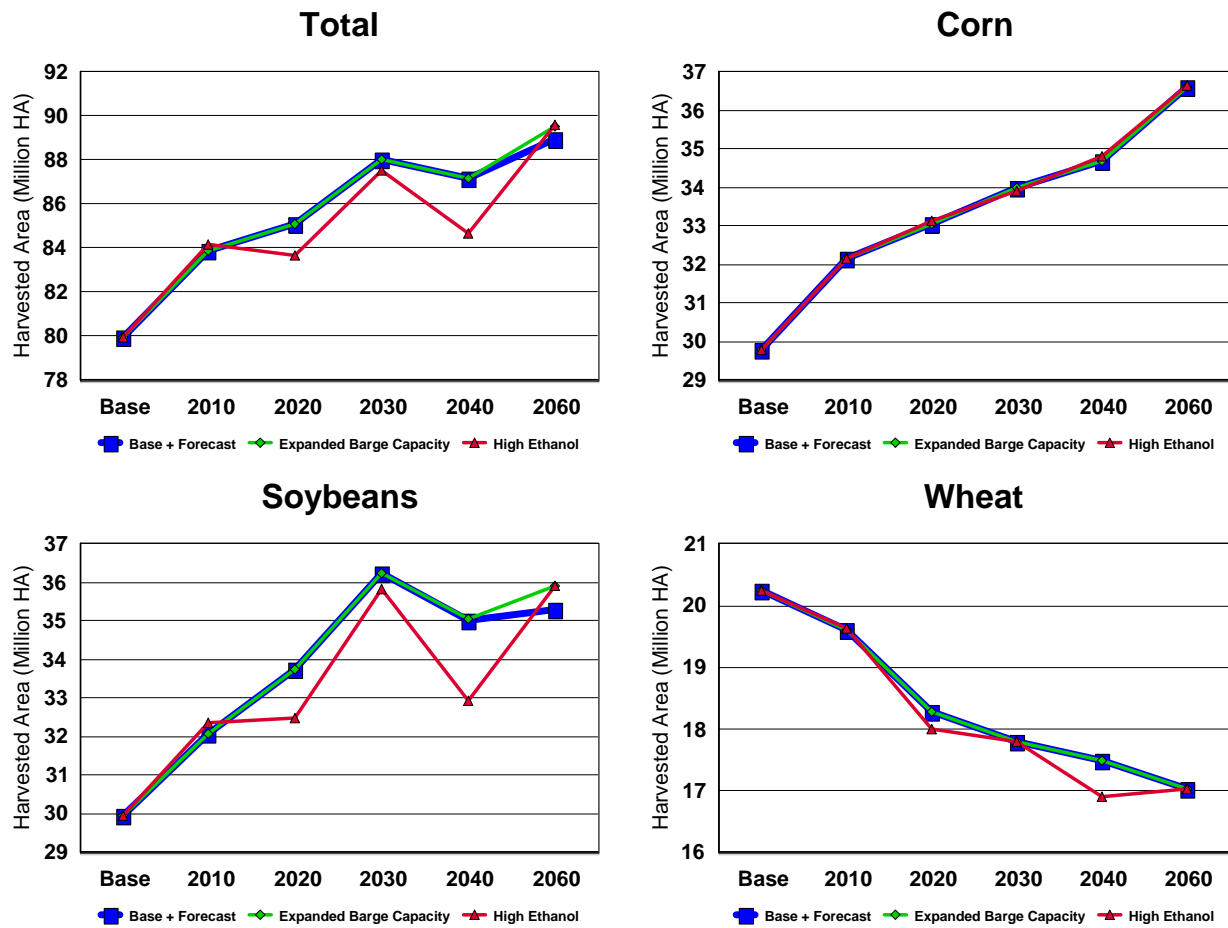 Total
Harvested Area (Million HA)
92
90
88
86
84
82
80
78
Base 2010 2020 2030 2040 2060
Base + Forecast Expanded Barge Capacity High Ethanol
Corn
Harvested Area (Million HA)
37
36
35
34
33
32
31
30
29
Base 2010 2020 2030 2040 2060
Base + Forecast Expanded Barge Capacity High Ethanol
Soybeans
Harvested Area (Million HA)
37
36
35
34
33
32
31
30
29
Base 2010 2020 2030 2040 2060
Base + Forecast Expanded Barge Capacity High Ethanol
Wheat
Harvested Area (Million HA)
21
20
19
18
17
16
Base 2010 2020 2030 2040 2060
Base + Forecast Expanded Barge Capacity High Ethanol